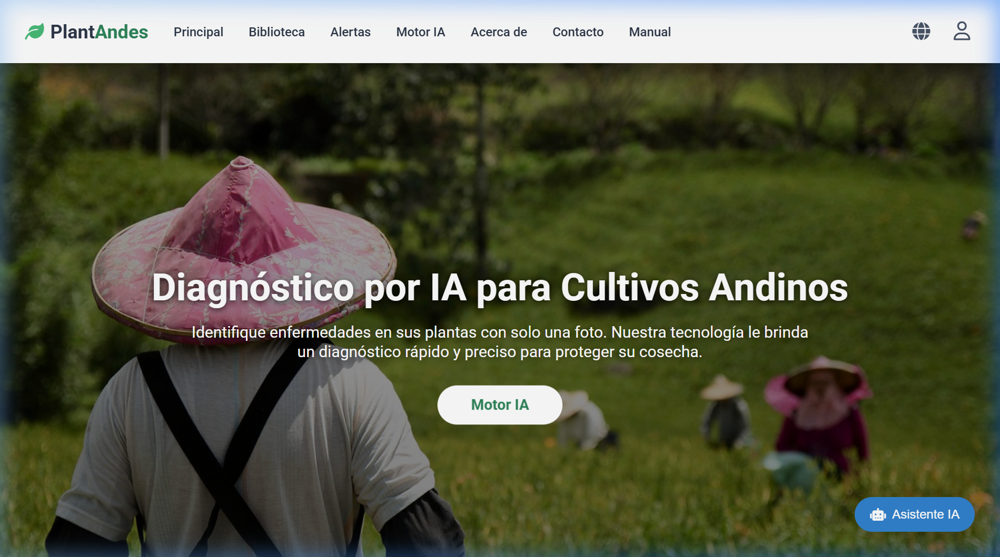 PlantAndes
Principal
Biblioteca
Alertas
Motor IA
Acerca de
Contacto
Manual
Diagnóstico por IA para Cultivos Andinos
Identifique enfermedades en sus plantas con solo una foto. Nuestra tecnología le brinda
un diagnóstico rápido y preciso para proteger su cosecha.
Motor IA
Asistente IA